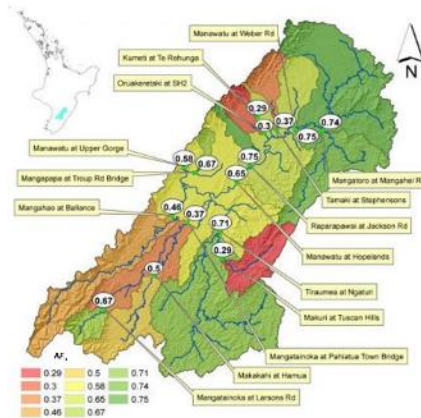 Manawatu at Weber Rd
Kumeti at Te Rehunga
Oruakeretaki at SH2
N
0.29
0.3
0.37
0.74
0.75
Manawatu at Upper Gorge
0.58
0.67
0.75
0.65
Mangatoro at Mangahei R
Mangapapa at Troup Rd Bridge
Tamaki at Stephensons
Mangahao at Ballance
0.46
0.37
0.71
Raparapawai at Jackson Rd
0.29
Manawatu at Hopelands
0.5
Tiraumea at Ngaturi
0.67
Makuri at Tuscan Hills
Mangatainoka at Pahiatua Town Bridge
Makakahi at Hamua
Mangatainoka at Larsons Rd
0.29 0.5 0.71
0.3 0.58 0.74
0.37 0.65 0.75
0.46 0.67